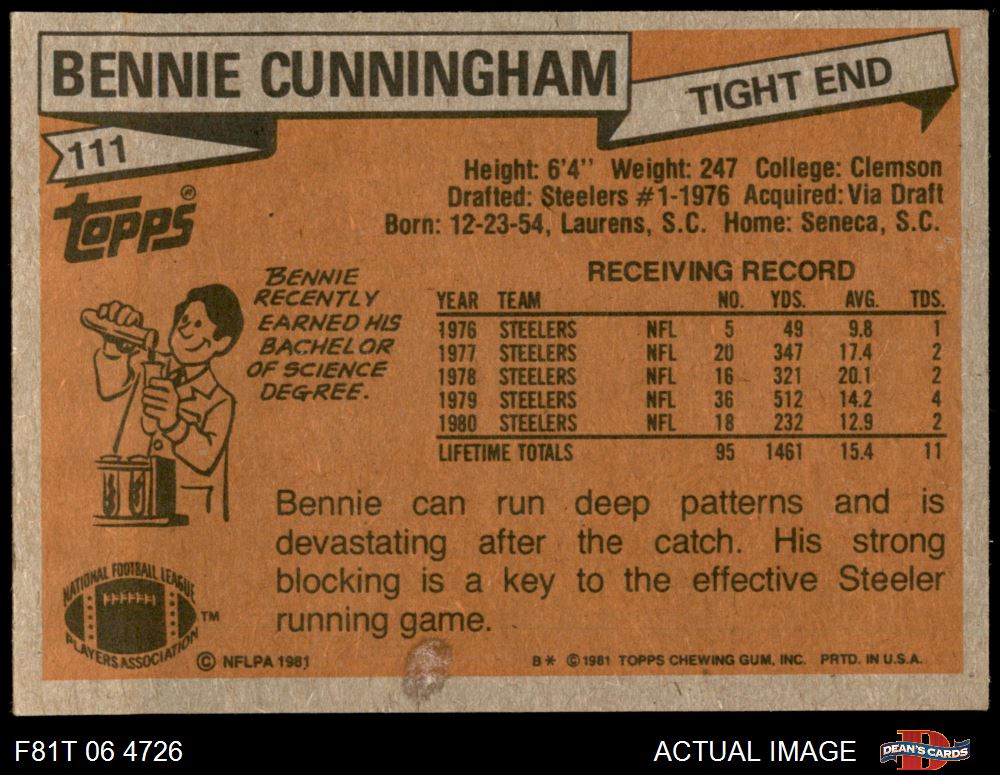 BENNIE CUNNINGHAM
TIGHT END
111
TOPPS®
Height: 6'4'' Weight: 247 College: Clemson
Drafted: Steelers #1-1976 Acquired: Via Draft
Born: 12-23-54, Laurens, S.C. Home: Seneca, S.C.
BENNIE
RECENTLY
EARNED HIS
BACHELOR
OF SCIENCE
DEGREE.
RECEIVING RECORD
YEAR TEAM NO. YDS. AVG. TDS.
1976 STEELERS NFL 5 49 9.8 1
1977 STEELERS NFL 20 347 17.4 2
1978 STEELERS NFL 16 321 20.1 2
1979 STEELERS NFL 36 512 14.2 4
1980 STEELERS NFL 18 232 12.9 2
LIFETIME TOTALS 95 1461 15.4 11
Bennie can run deep patterns and is
devastating after the catch. His strong
blocking is a key to the effective Steeler
running game.
NATIONAL FOOTBALL LEAGUE
PLAYERS ASSOCIATION
TM
© NFLPA 1981
B* © 1981 TOPPS CHEWING GUM, INC. PRTD. IN U.S.A.
F81T 06 4726
ACTUAL IMAGE
D
DEAN'S CARDS